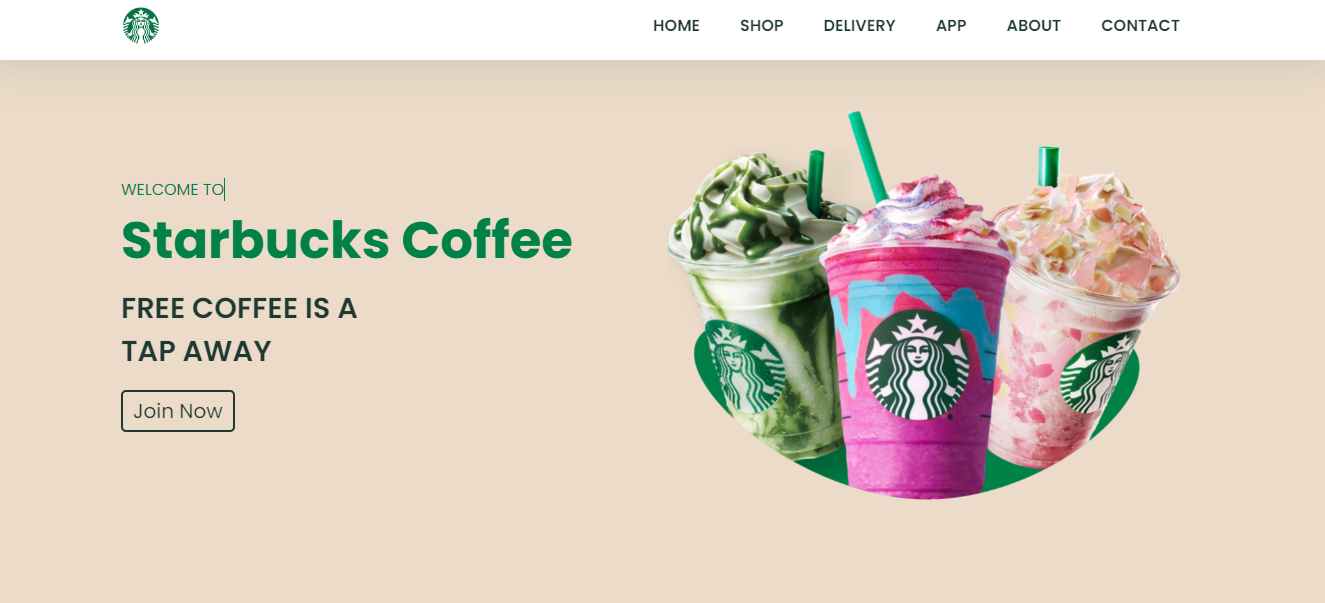 HOME SHOP DELIVERY APP ABOUT CONTACT
WELCOME TO
Starbucks Coffee
FREE COFFEE IS A
TAP AWAY
Join Now